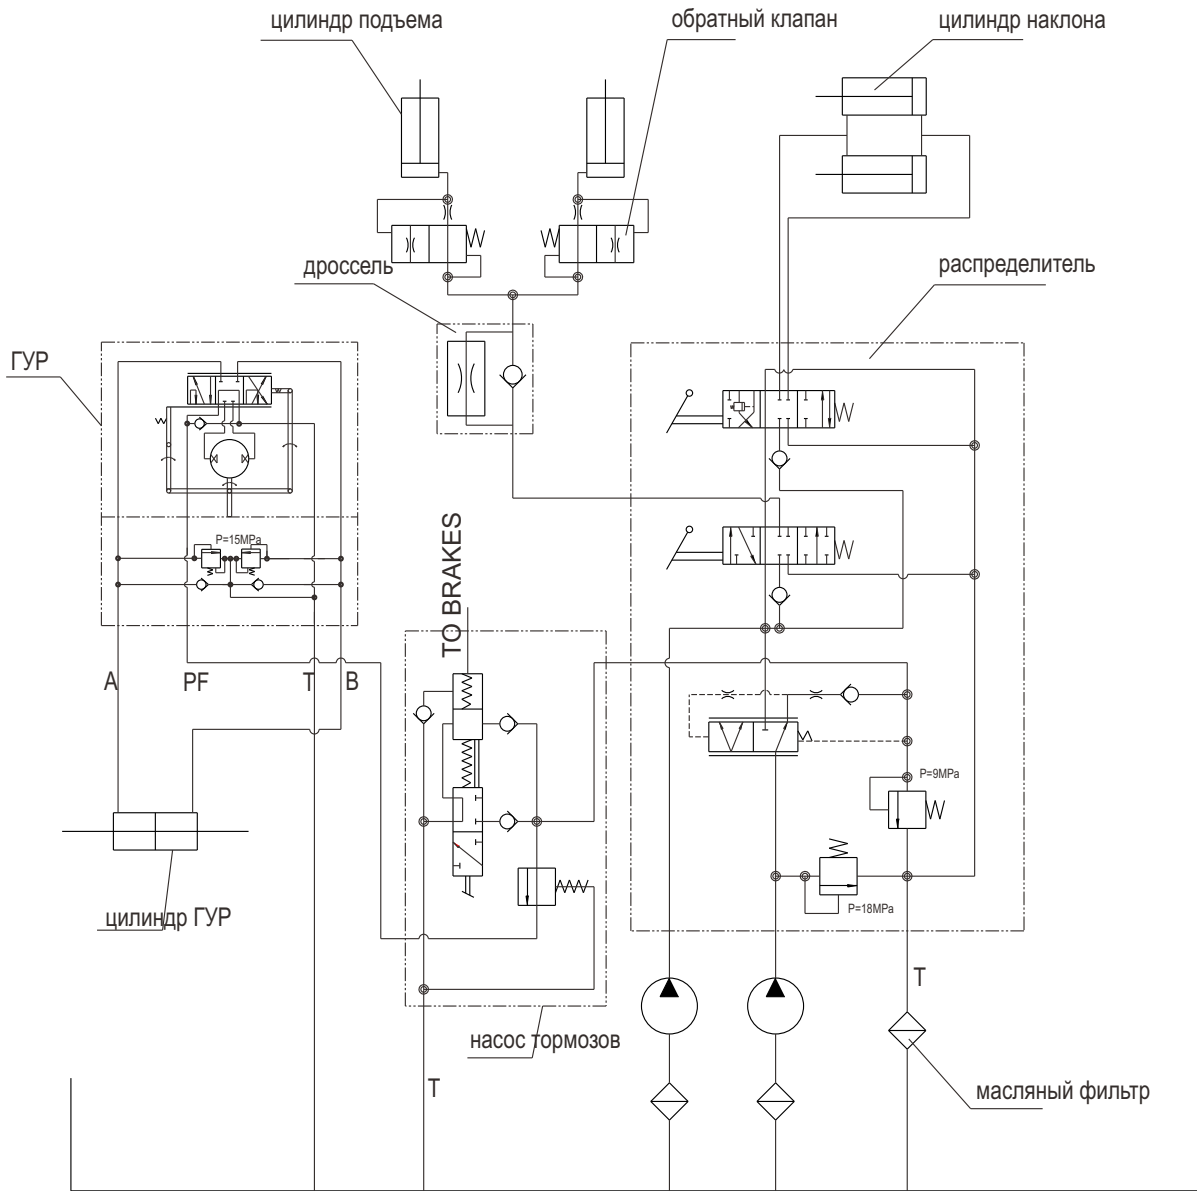 цилиндр подъема
обратный клапан
цилиндр наклона
дроссель
распределитель
ГУР
P=15MPa
TO BRAKES
A
PF
T
B
P=9MPa
P=18MPa
цилиндр ГУР
T
насос тормозов
T
масляный фильтр